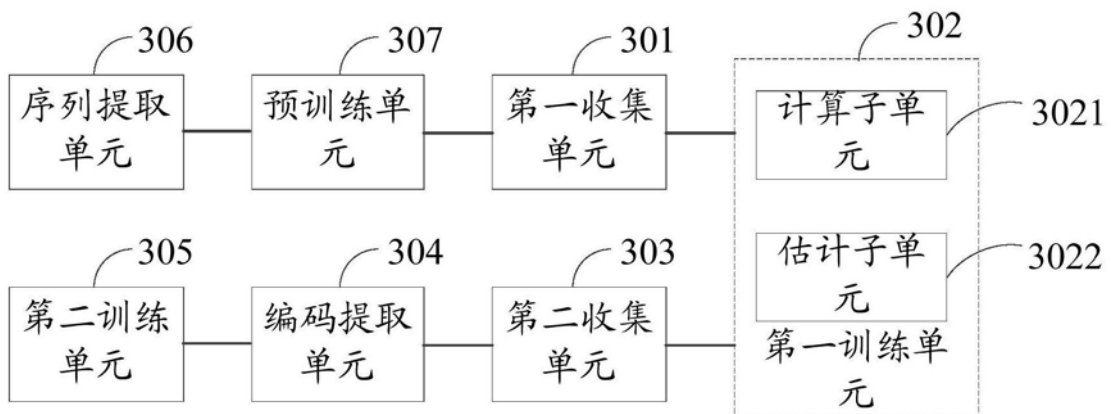 306
307
301
302
序列提取
单元
预训练单
元
第一收集
单元
计算子单
元
3021
305
304
303
估计子单
元
3022
第二训练
单元
编码提取
单元
第二收集
单元
第一训练单
元